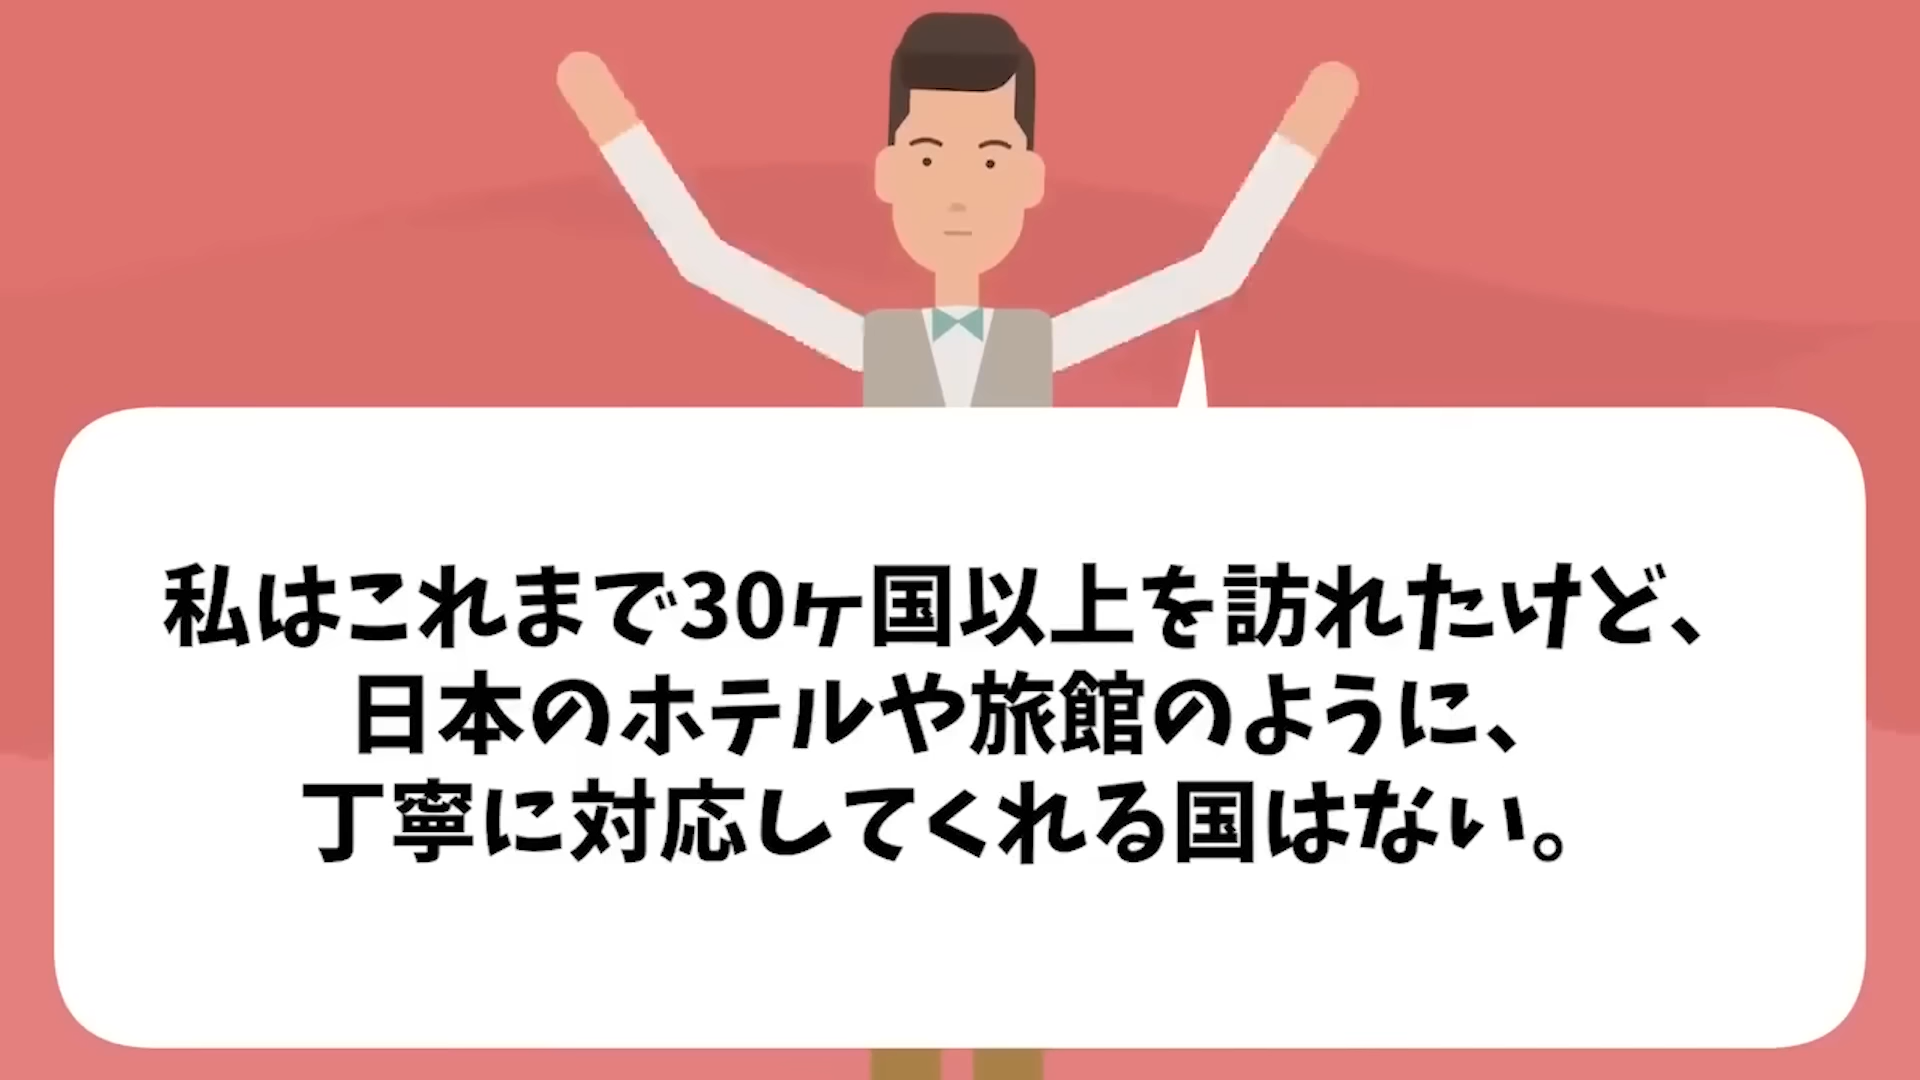 私はこれまで30ヶ国以上を訪れたけど、
日本のホテルや旅館のように、
丁寧に対応してくれる国はない。